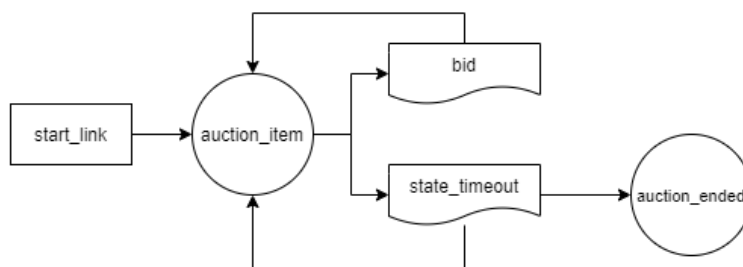 bid
start_link
auction_item
state_timeout
auction_ended